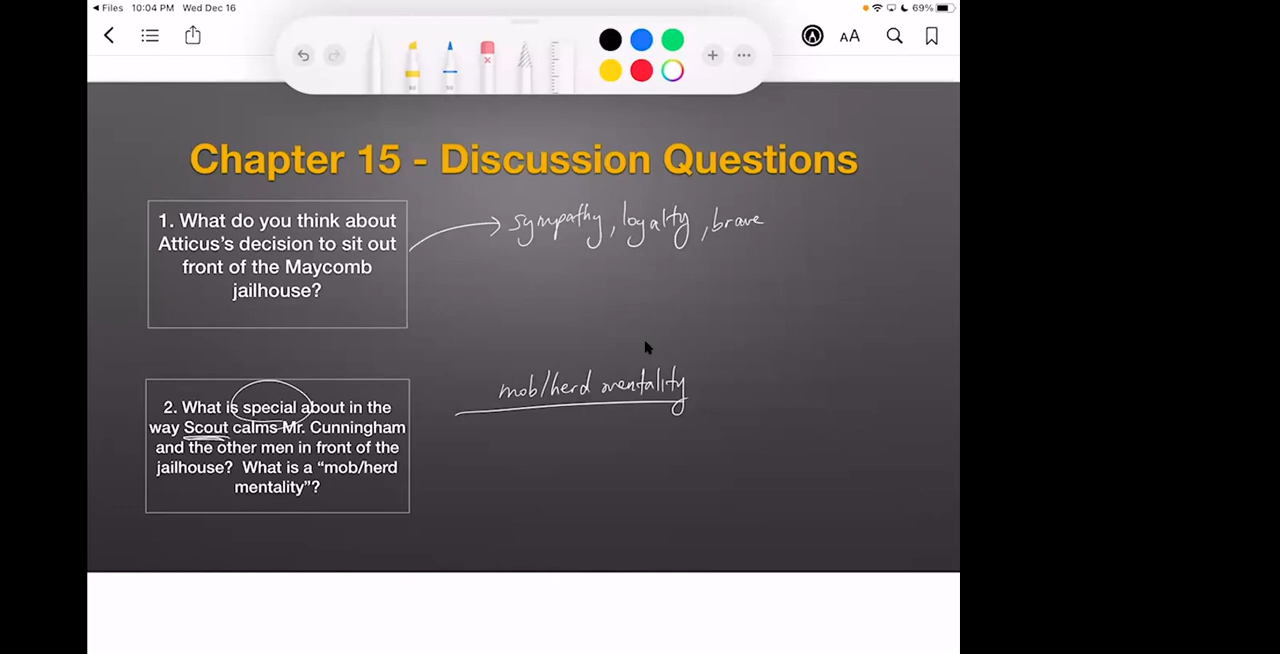 Files 10:04 PM Wed Dec 16
69%
AA
Chapter 15 - Discussion Questions
1. What do you think about
Atticus's decision to sit out
front of the Maycomb
jailhouse?
sympathy, loyalty, brave
mob/herd mentality
2. What is special about in the
way Scout calms Mr. Cunningham
and the other men in front of the
jailhouse? What is a "mob/herd
mentality"?